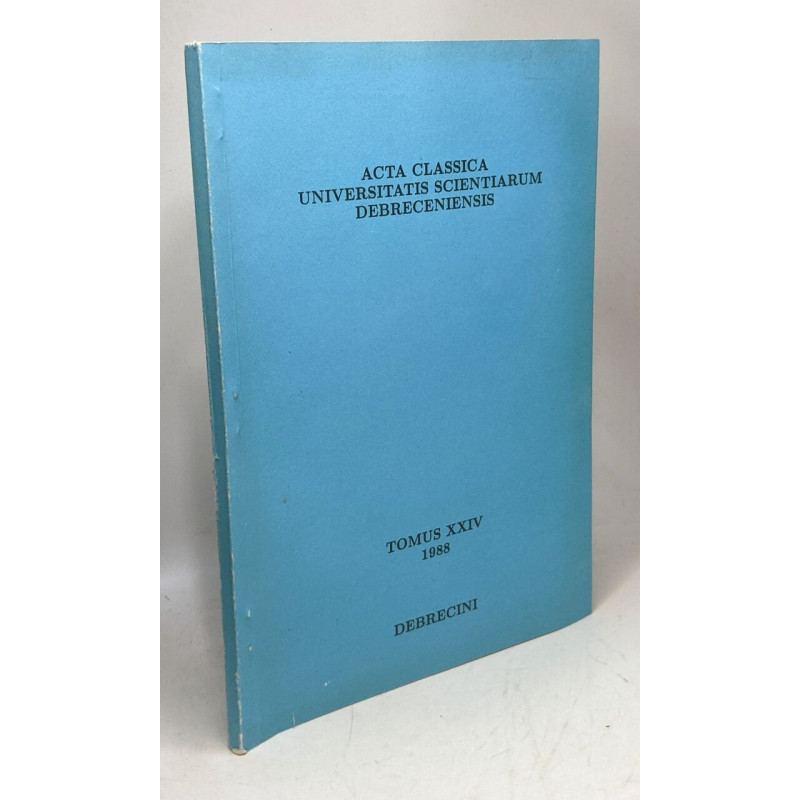 ACTA CLASSICA
UNIVERSITATIS SCIENTIARUM
DEBRECENIENSIS
TOMUS XXIV
1988
DEBRECINI